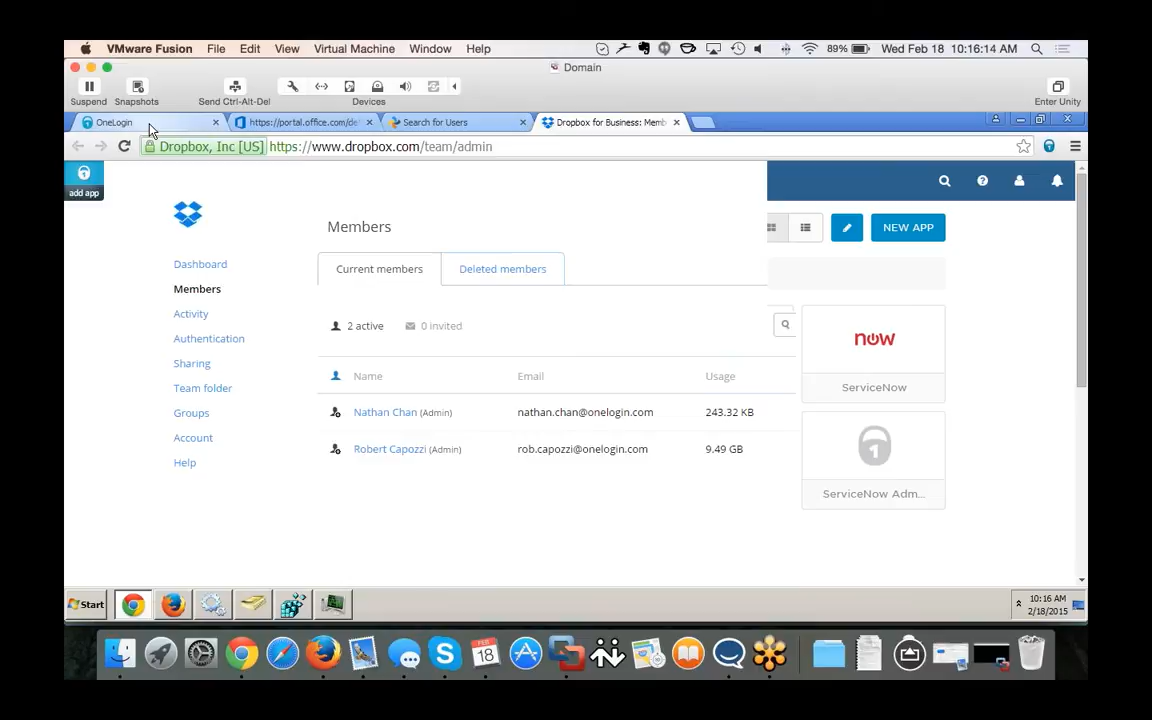 VMware Fusion File Edit View Virtual Machine Window Help 89% Wed Feb 18 10:16:14 AM
Domain
Suspend Snapshots Send Ctrl-Alt-Del Devices Enter Unity
OneLogin https://portal.office.com/de Search for Users Dropbox for Business: Memb
Dropbox, Inc [US] https://www.dropbox.com/team/admin
add app
Members
NEW APP
Dashboard
Current members Deleted members
Members
Activity
2 active 0 invited
Authentication
now
Sharing
Name Email Usage
Team folder
ServiceNow
Groups
Nathan Chan (Admin) nathan.chan@onelogin.com 243.32 KB
Account
Robert Capozzi (Admin) rob.capozzi@onelogin.com 9.49 GB
Help
1
ServiceNow Adm...
Start 10:16 AM
2/18/2015
FEB
18